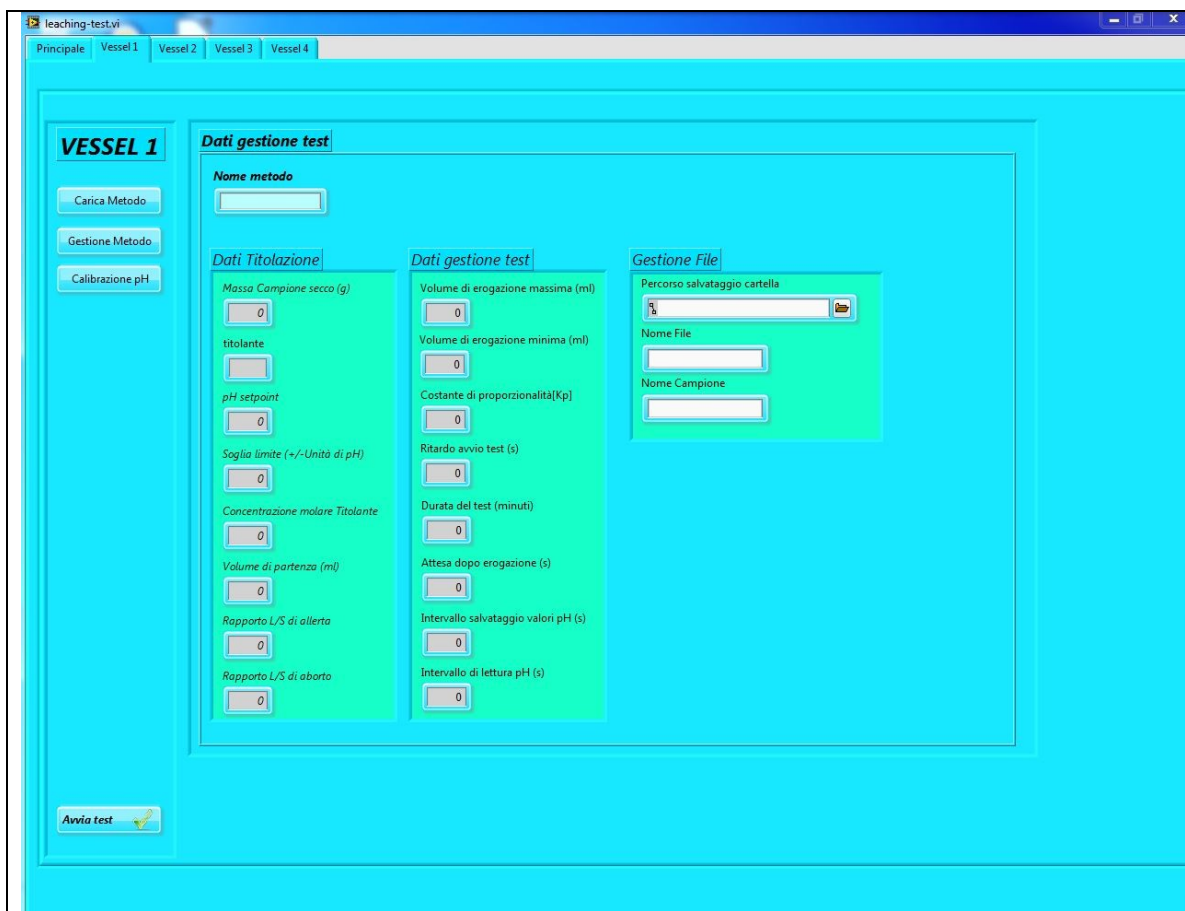 leaching-test.vi
Principale Vessel 1 Vessel 2 Vessel 3 Vessel 4
VESSEL 1
Carica Metodo
Gestione Metodo
Calibrazione pH
Avvia test
Dati gestione test
Nome metodo
Dati Titolazione
Massa Campione secco (g)
0
titolante
pH setpoint
0
Soglia limite (+/-Unità di pH)
0
Concentrazione molare Titolante
0
Volume di partenza (ml)
0
Rapporto L/S di allerta
0
Rapporto L/S di aborto
0
Dati gestione test
Volume di erogazione massima (ml)
0
Volume di erogazione minima (ml)
0
Costante di proporzionalità[Kp]
0
Ritardo avvio test (s)
0
Durata del test (minuti)
0
Attesa dopo erogazione (s)
0
Intervallo salvataggio valori pH (s)
0
Intervallo di lettura pH (s)
0
Gestione File
Percorso salvataggio cartella
Nome File
Nome Campione